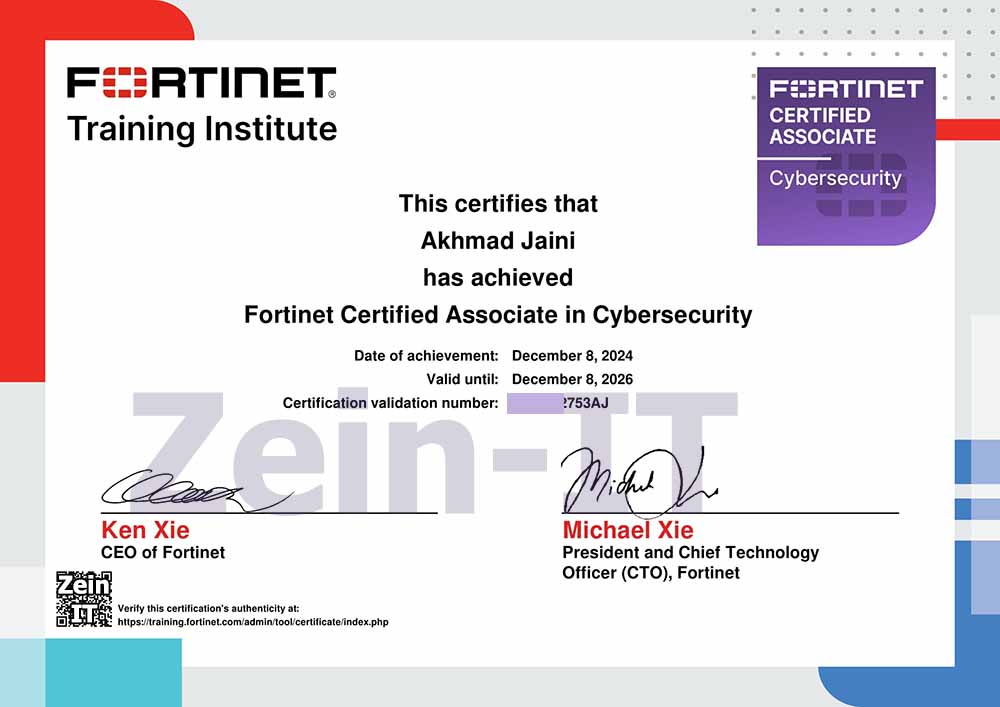 FORTINET®
Training Institute
FORTINET
CERTIFIED
ASSOCIATE
Cybersecurity
This certifies that
Akhmad Jaini
has achieved
Fortinet Certified Associate in Cybersecurity
Date of achievement: December 8, 2024
Valid until: December 8, 2026
Certification validation number: 2753AJ
Zein-IT
Ken Xie
CEO of Fortinet
Michael Xie
President and Chief Technology
Officer (CTO), Fortinet
Zein
IT
Verify this certification's authenticity at:
https://training.fortinet.com/admin/tool/certificate/index.php